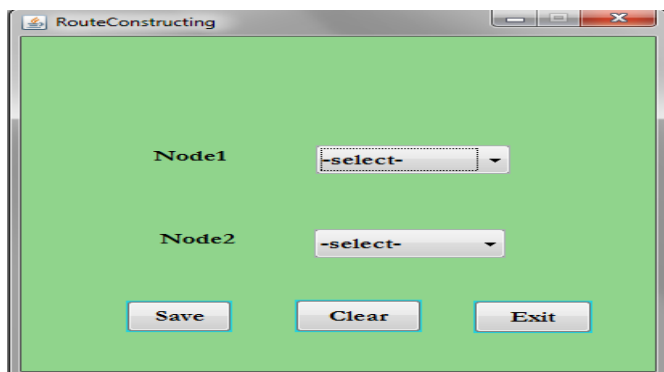 RouteConstructing
Node1 -select-
Node2 -select-
Save Clear Exit